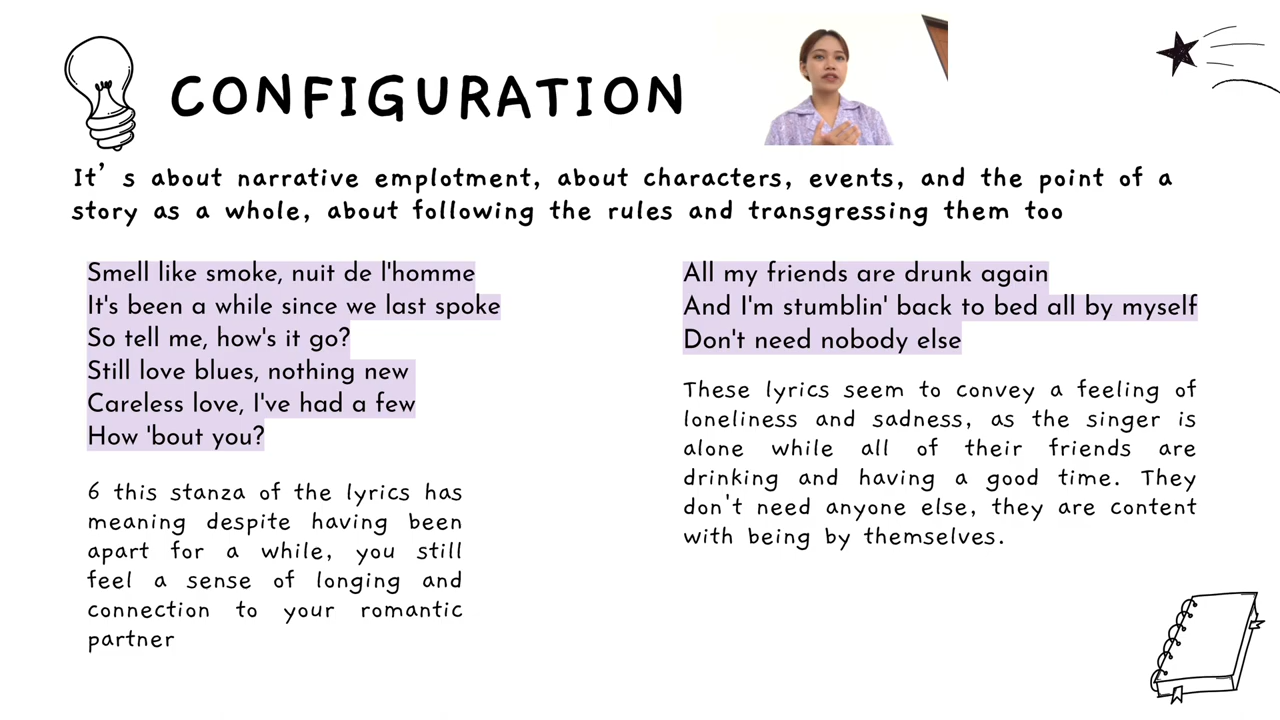 CONFIGURATION
It's about narrative emplotment, about characters, events, and the point of a
story as a whole, about following the rules and transgressing them too
Smell like smoke, nuit de l'homme
It's been a while since we last spoke
So tell me, how's it go?
Still love blues, nothing new
Careless love, I've had a few
How 'bout you?
6 this stanza of the lyrics has
meaning despite having been
apart for a while, you still
feel a sense of longing and
connection to your romantic
partner
All my friends are drunk again
And I'm stumblin' back to bed all by myself
Don't need nobody else
These lyrics seem to convey a feeling of
loneliness and sadness, as the singer is
alone while all of their friends are
drinking and having a good time. They
don't need anyone else, they are content
with being by themselves.